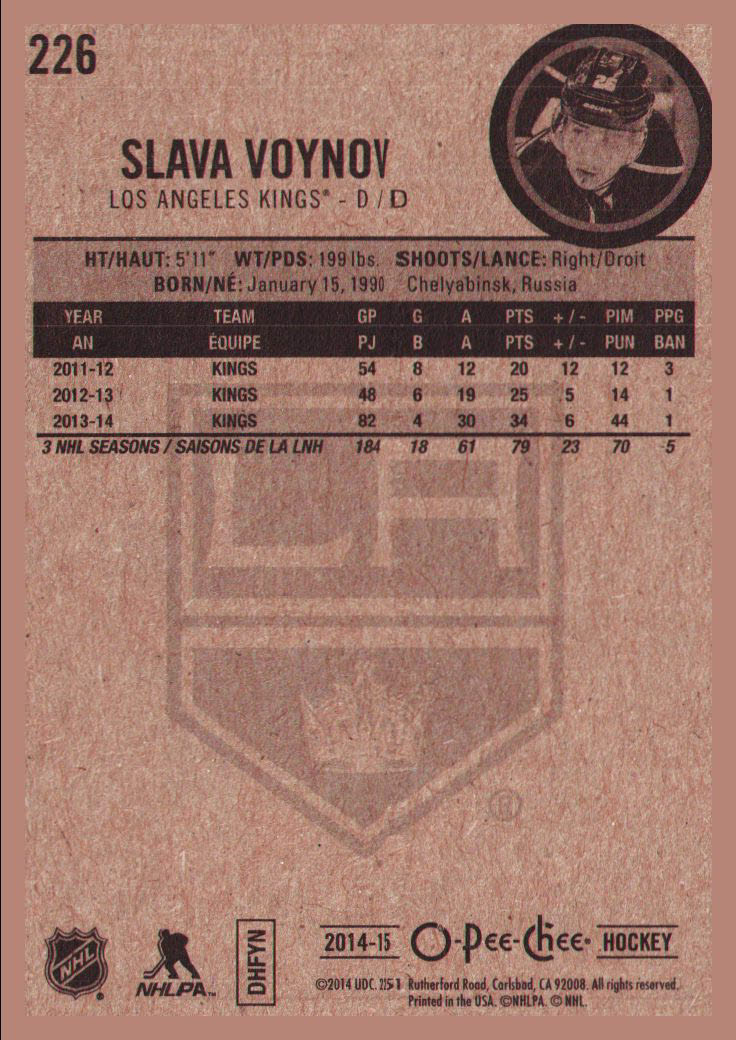 226
SLAVA VOYNOV
LOS ANGELES KINGS® - D / D
HT/HAUT: 5'11" WT/PDS: 199 lbs. SHOOTS/LANCE: Right/Droit
BORN/NÉ: January 15, 1990 Chelyabinsk, Russia
YEAR TEAM GP G A PTS + / - PIM PPG
AN ÉQUIPE PJ B A PTS + / - PUN BAN
2011-12 KINGS 54 8 12 20 12 12 3
2012-13 KINGS 48 6 19 25 5 14 1
2013-14 KINGS 82 4 30 34 6 44 1
3 NHL SEASONS / SAISONS DE LA LNH 184 18 61 79 23 70 5
LA
®
NHL
®
NHLPA™
DHFYN
2014-15 O-Pee-Chee® HOCKEY
©2014 UDC. Rutherford Road, Carlsbad, CA 92008. All rights reserved.
Printed in the USA. ©NHLPA. © NHL.